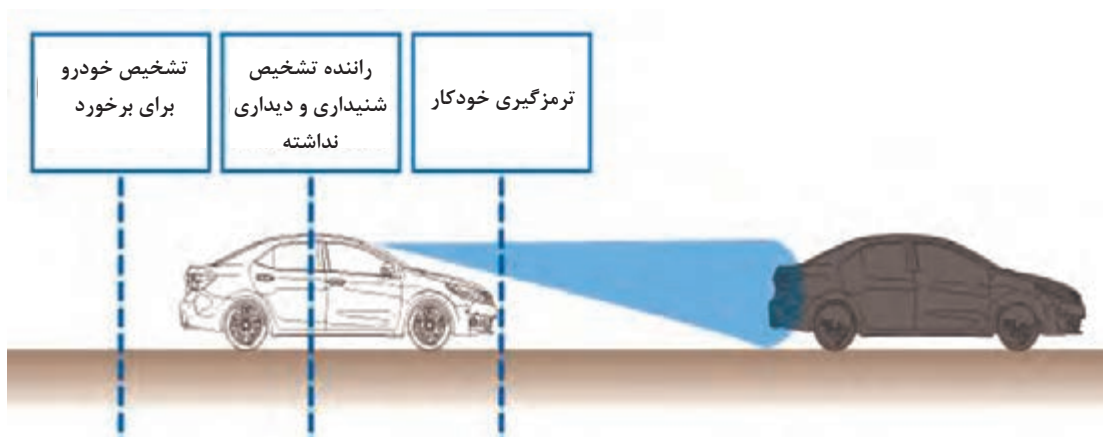 ترمزگیری خودکار
راننده تشخیص
شنیداری و دیداری
نداشته
تشخیص خودرو
برای برخورد